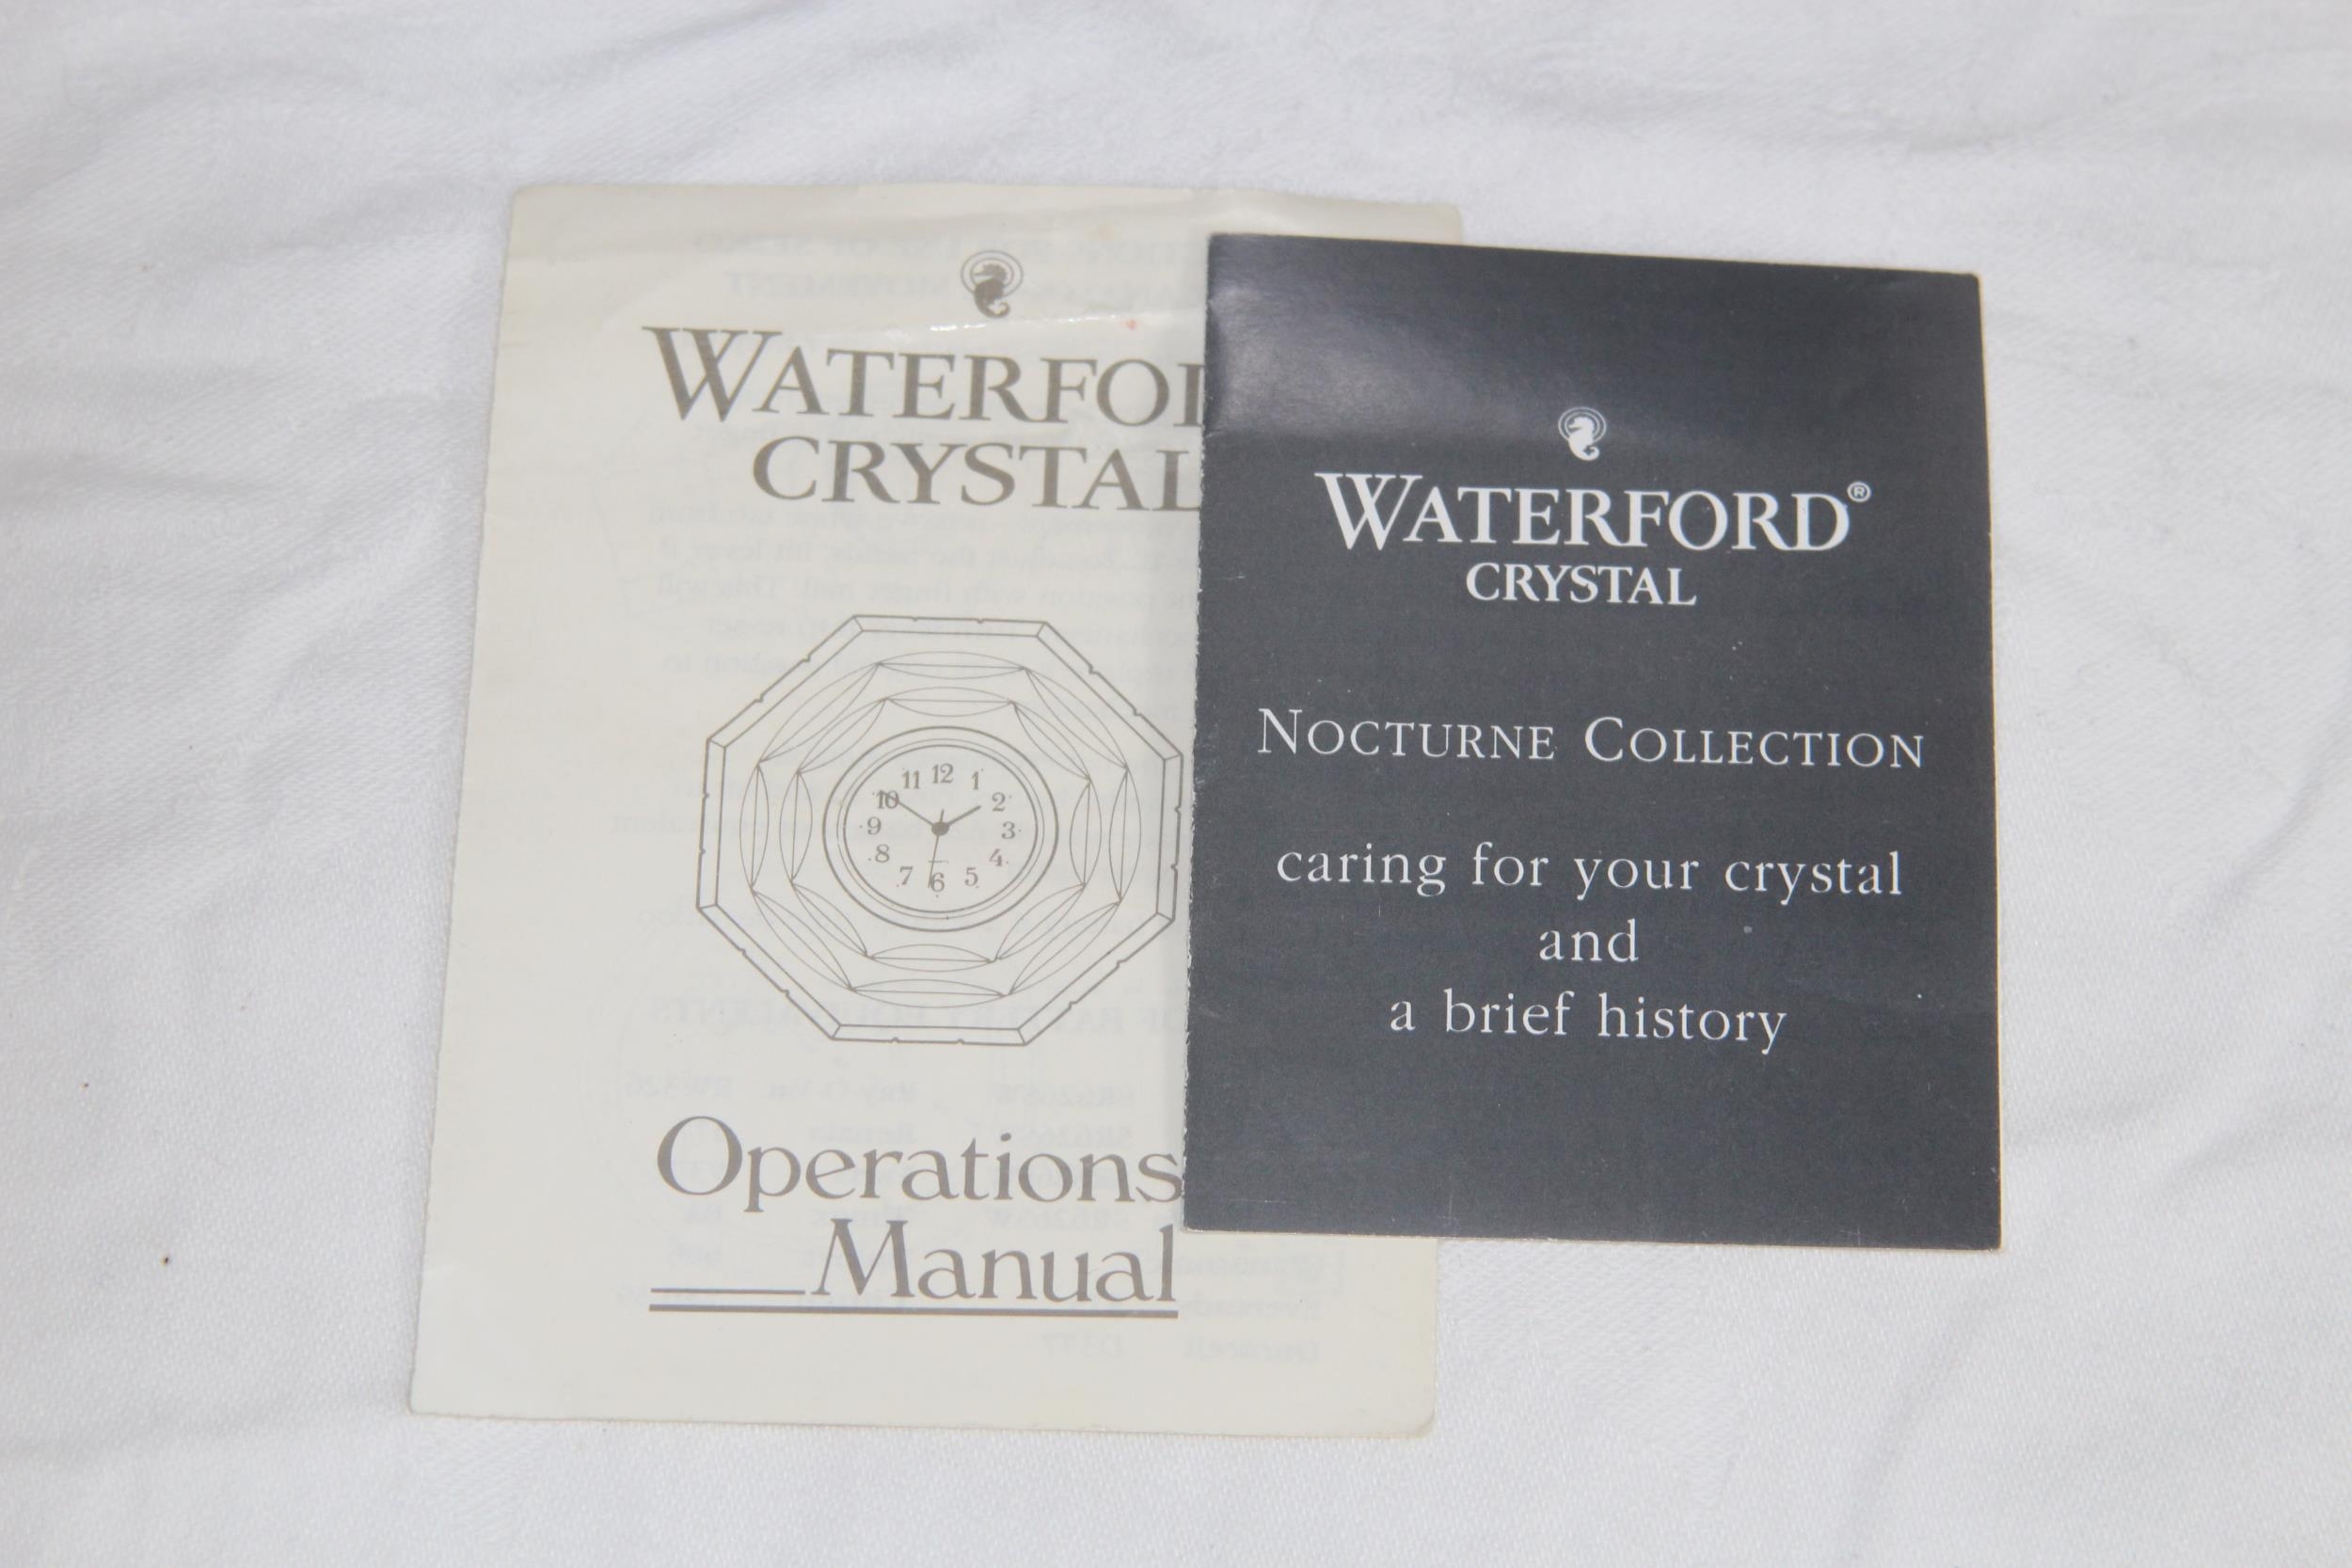 WATERFO
CRYSTAL
11 12 1
10 2
9 3
8 4
7 6 5
Operations
Manual
WATERFORD®
CRYSTAL
NOCTURNE COLLECTION
caring for your crystal
and
a brief history